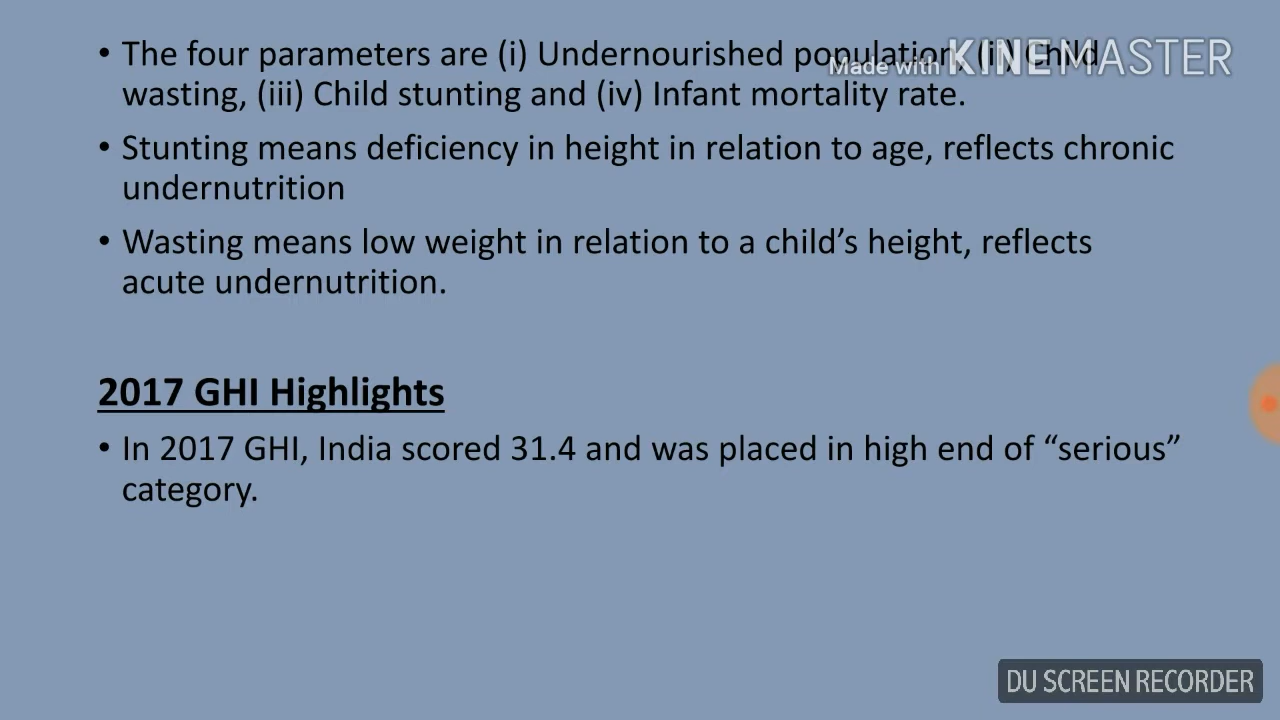 • The four parameters are (i) Undernourished population, (ii) Child
Made with KINEMASTER
wasting, (iii) Child stunting and (iv) Infant mortality rate.
• Stunting means deficiency in height in relation to age, reflects chronic
undernutrition
• Wasting means low weight in relation to a child’s height, reflects
acute undernutrition.
2017 GHI Highlights
• In 2017 GHI, India scored 31.4 and was placed in high end of “serious”
category.
DU SCREEN RECORDER